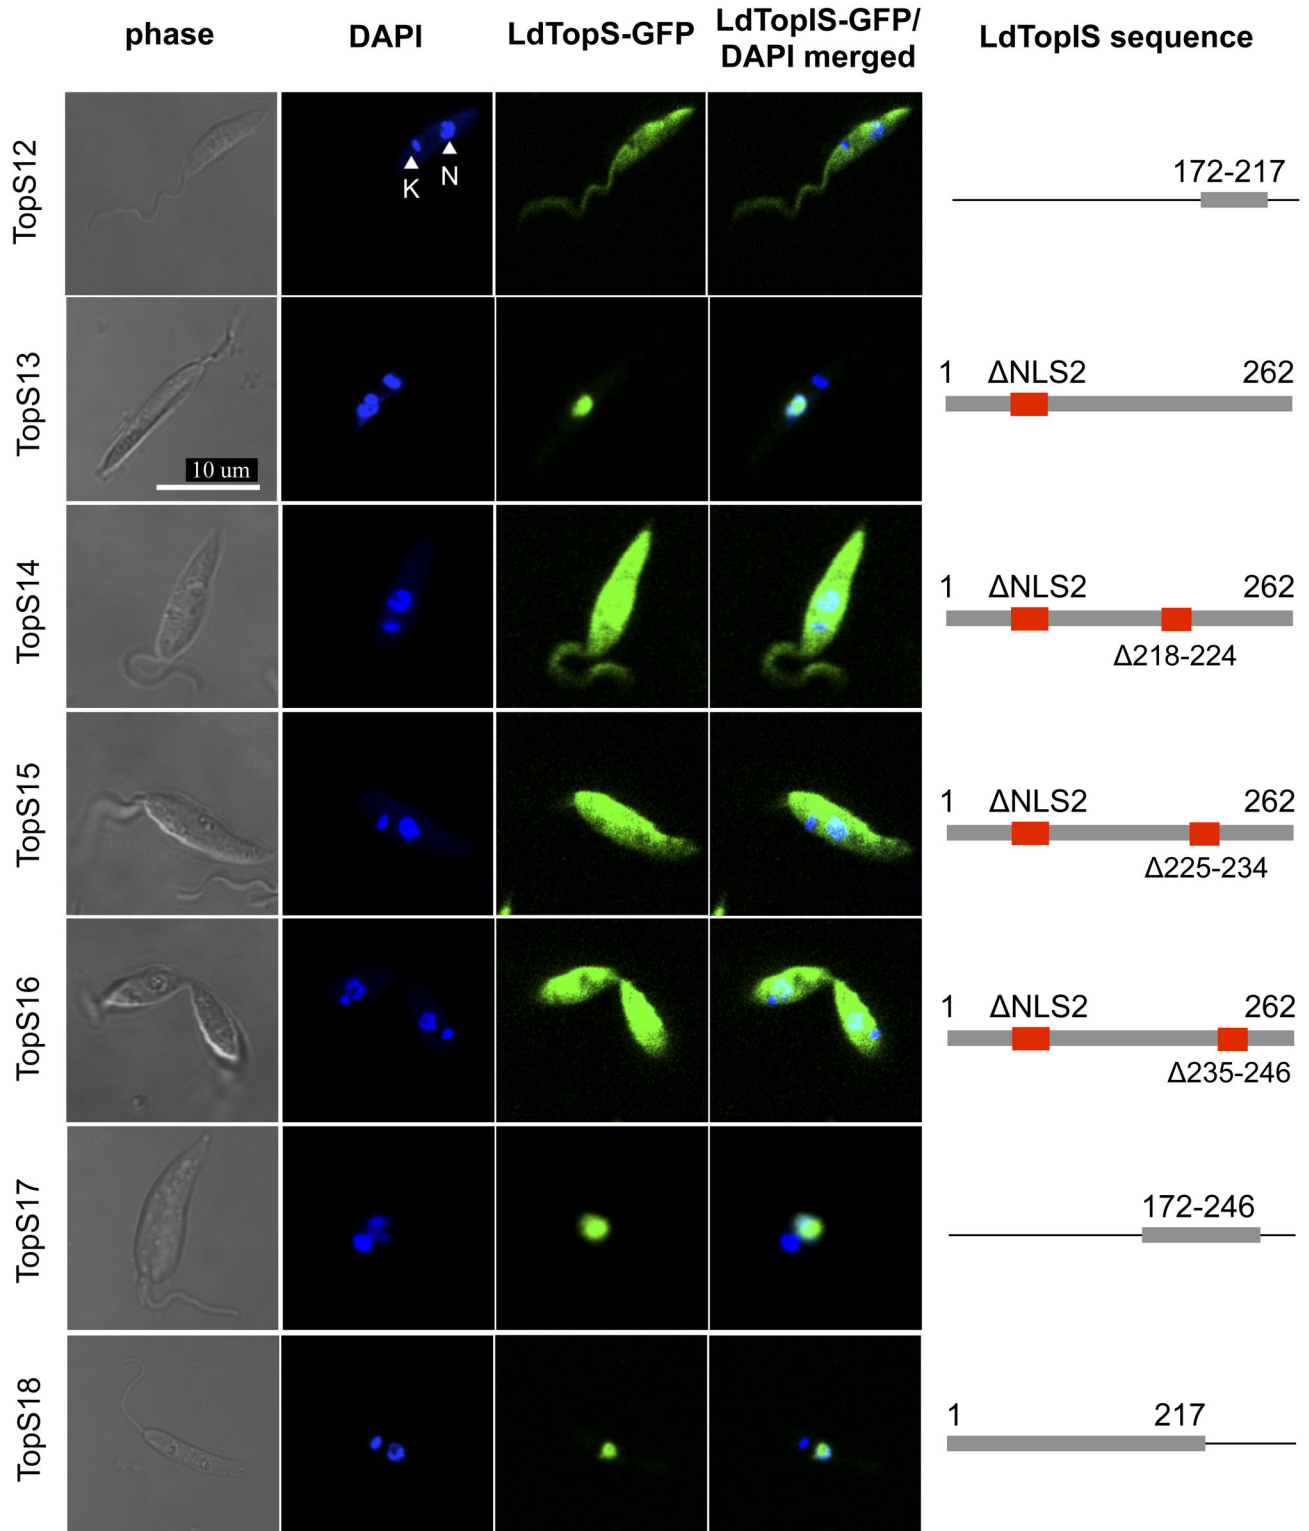 phase
DAPI
LdTopS-GFP
LdTopIS-GFP/
DAPI merged
LdTopIS sequence
TopS12
K
N
172-217
TopS13
10 um
1
ΔNLS2
262
TopS14
1
ΔNLS2
262
Δ218-224
TopS15
1
ΔNLS2
262
Δ225-234
TopS16
1
ΔNLS2
262
Δ235-246
TopS17
172-246
TopS18
1
217